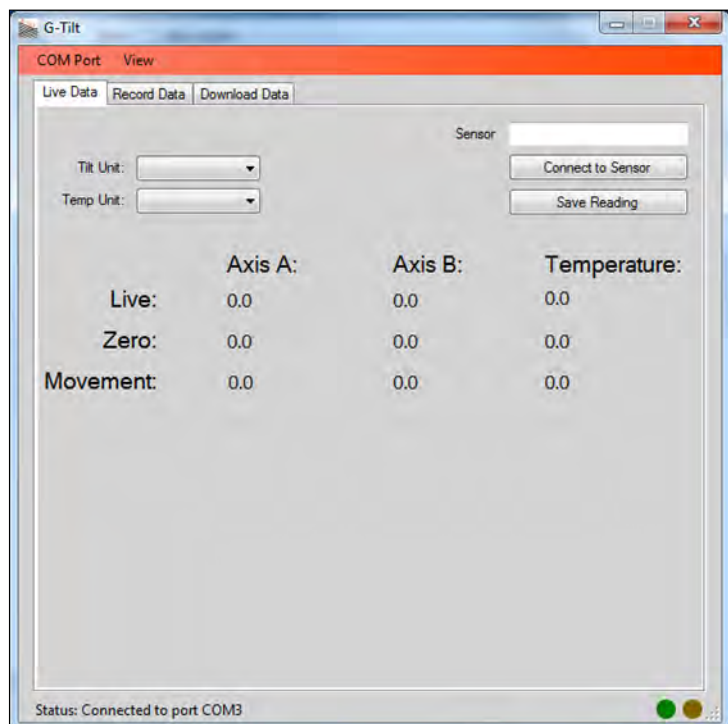 G-Tilt
COM Port View
Live Data Record Data Download Data
Sensor
Tilt Unit: Connect to Sensor
Temp Unit: Save Reading
Axis A: Axis B: Temperature:
Live: 0.0 0.0 0.0
Zero: 0.0 0.0 0.0
Movement: 0.0 0.0 0.0
Status: Connected to port COM3